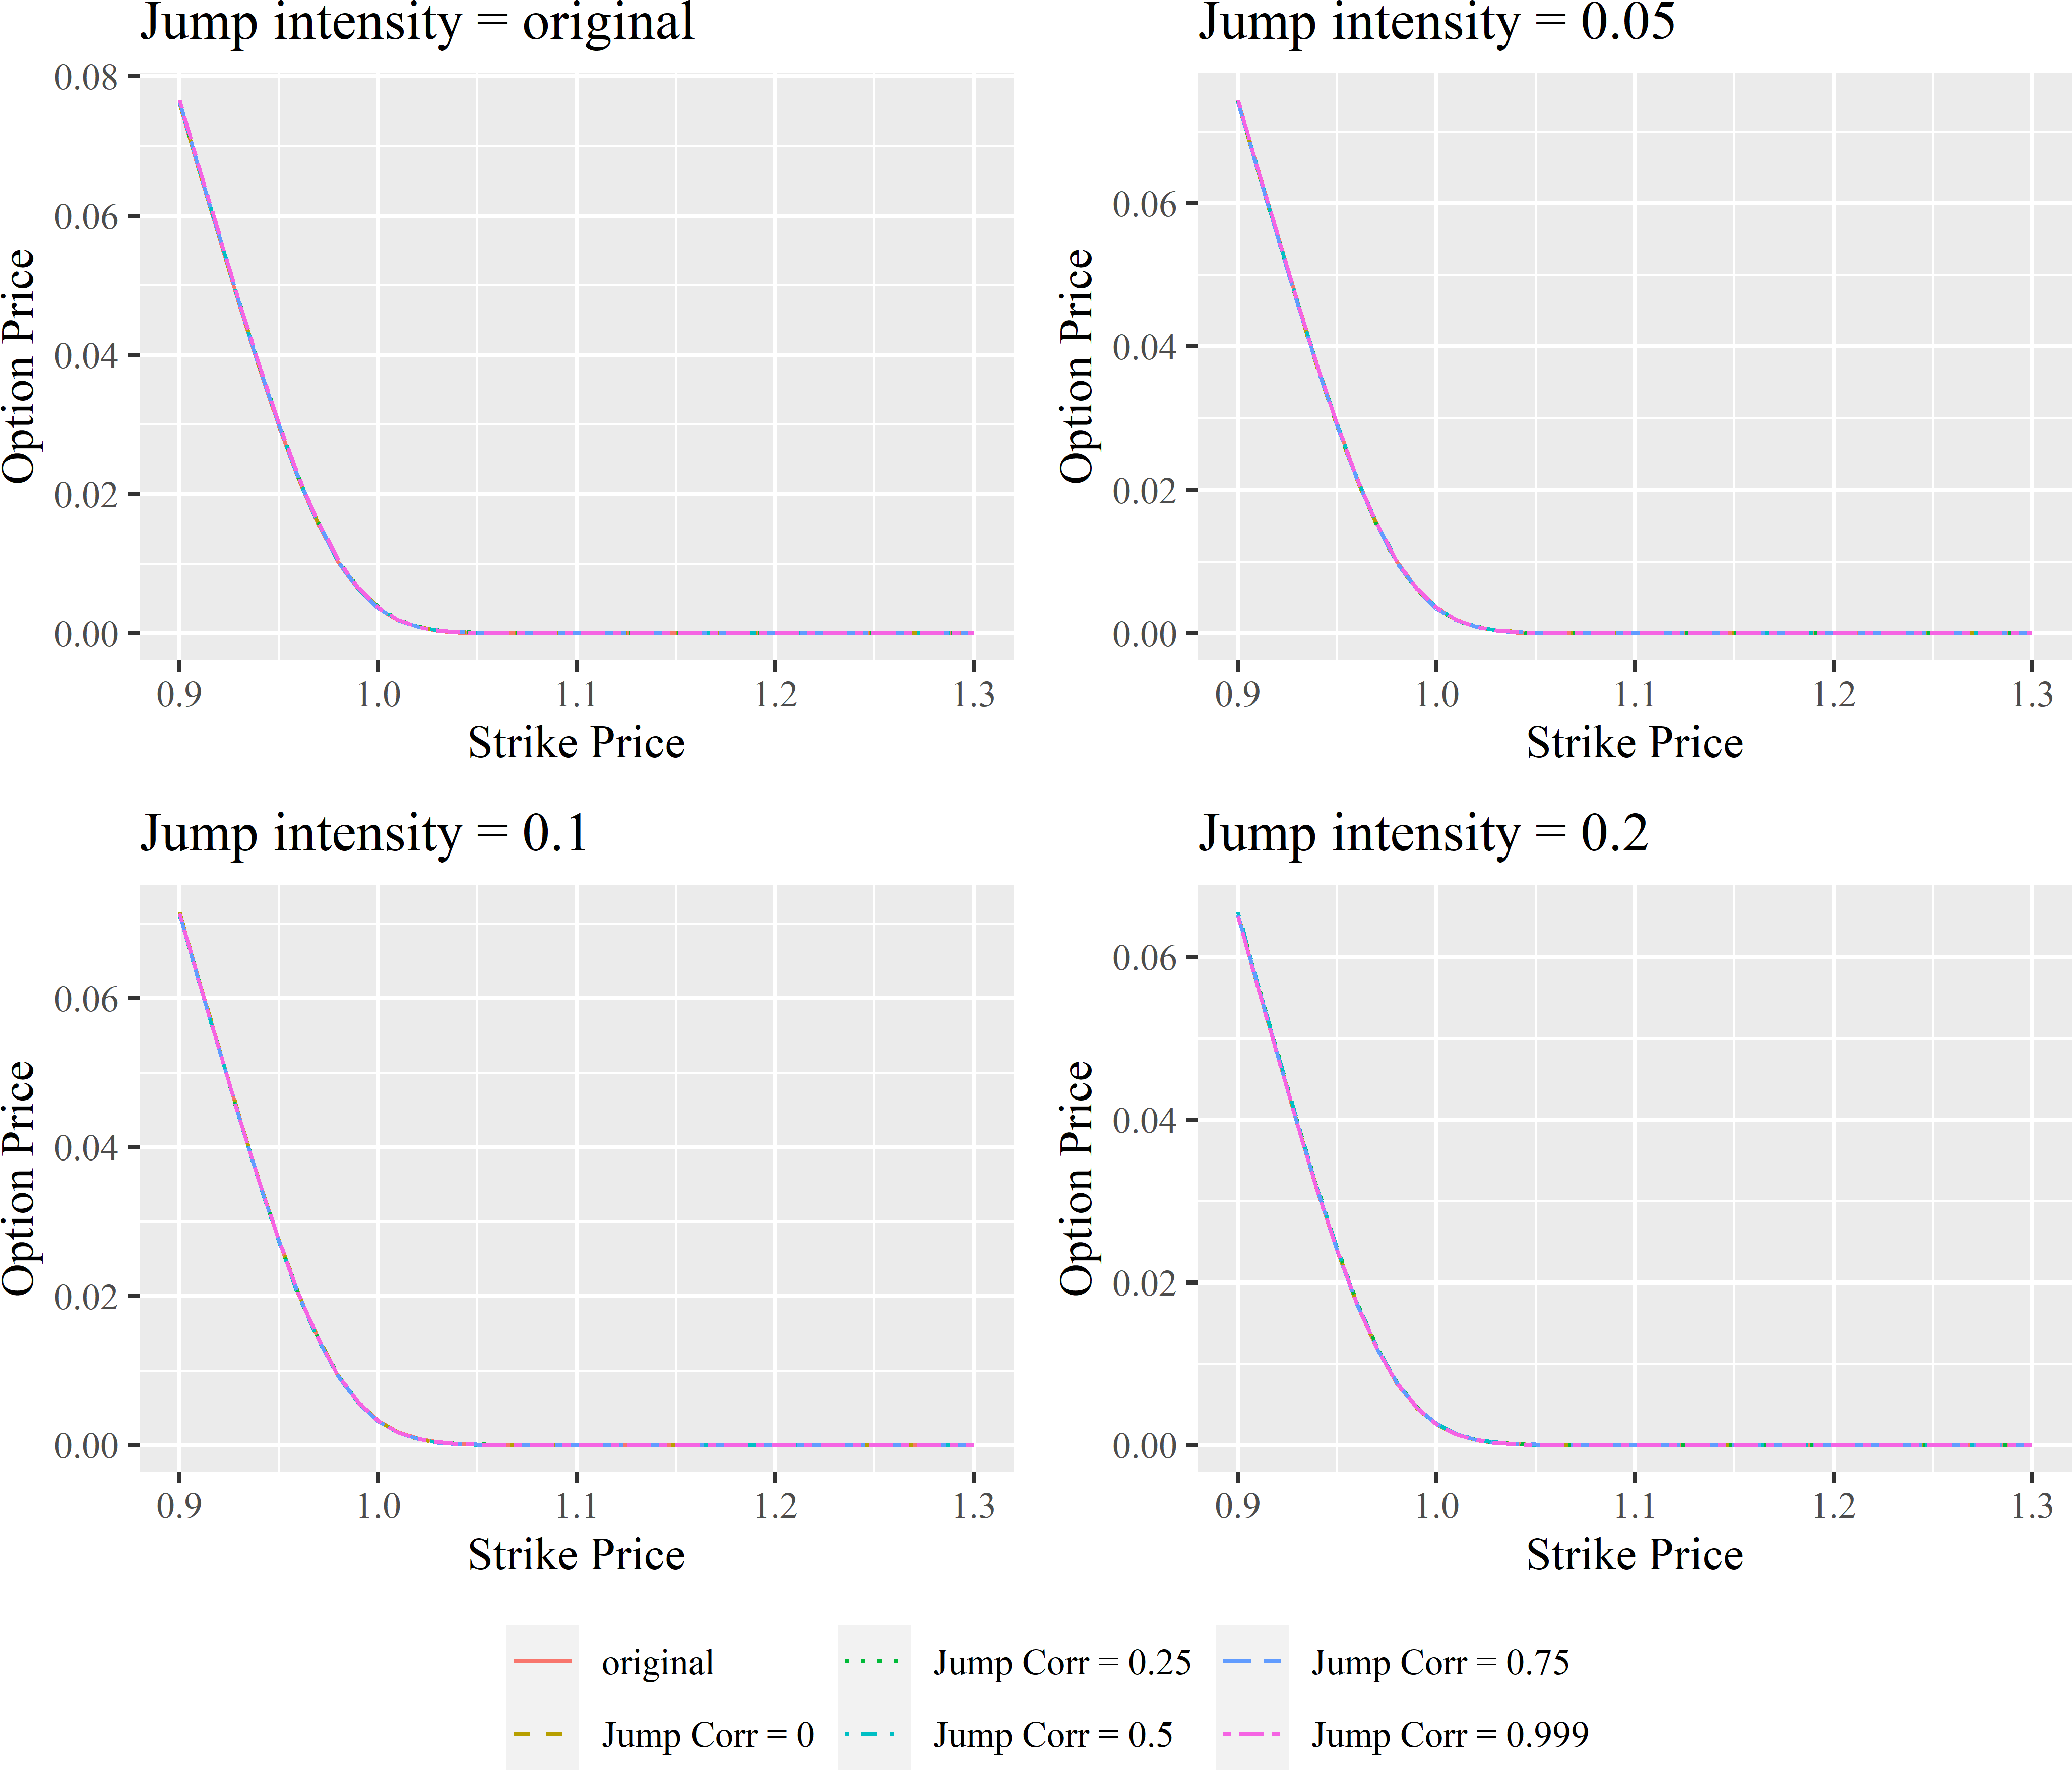 Jump intensity = original
Option Price
0.08
0.06
0.04
0.02
0.00
0.9 1.0 1.1 1.2 1.3
Strike Price
Jump intensity = 0.05
Option Price
0.06
0.04
0.02
0.00
0.9 1.0 1.1 1.2 1.3
Strike Price
Jump intensity = 0.1
Option Price
0.06
0.04
0.02
0.00
0.9 1.0 1.1 1.2 1.3
Strike Price
Jump intensity = 0.2
Option Price
0.06
0.04
0.02
0.00
0.9 1.0 1.1 1.2 1.3
Strike Price
original
Jump Corr = 0.25
Jump Corr = 0.75
Jump Corr = 0
Jump Corr = 0.5
Jump Corr = 0.999